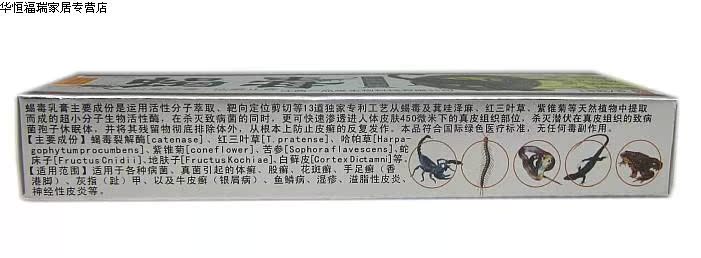 华恒福瑞家居专营店
蝎毒乳膏主要成份是运用活性分子萃取、靶向定位剪切等13道独家专利工艺从蝎毒及萁哇泽麻、红三叶草、紫锥菊等天然植物中提取
而成的超小分子生物活性酶，在杀灭致病菌的同时，更可快速渗透进人体皮肤450微米下的真皮组织部位，杀灭潜伏在真皮组织的致病
菌孢子休眠体，并将其残留物彻底排除体外，从根本上防止皮癣的反复发作。本品符合国际绿色医疗标准，无任何毒副作用。
【主要成份】蝎毒裂解酶[catenase]、红三叶草[T.pratense]、哈帕草[Harpa-
gophytumprocumbens]、紫锥菊[coneflower]、苦参[Sophoraflavescens]、蛇
床子[FructusCnidii]、地肤子[FructusKochiae]、白藓皮[CortexDictamni]等。
【适用范围】适用于各种病菌、真菌引起的体癣、股癣、花斑癣、手足癣（香
港脚）、灰指（趾）甲、以及牛皮癣（银屑病）、鱼鳞病、湿疹、溢脂性皮炎、
神经性皮炎等。